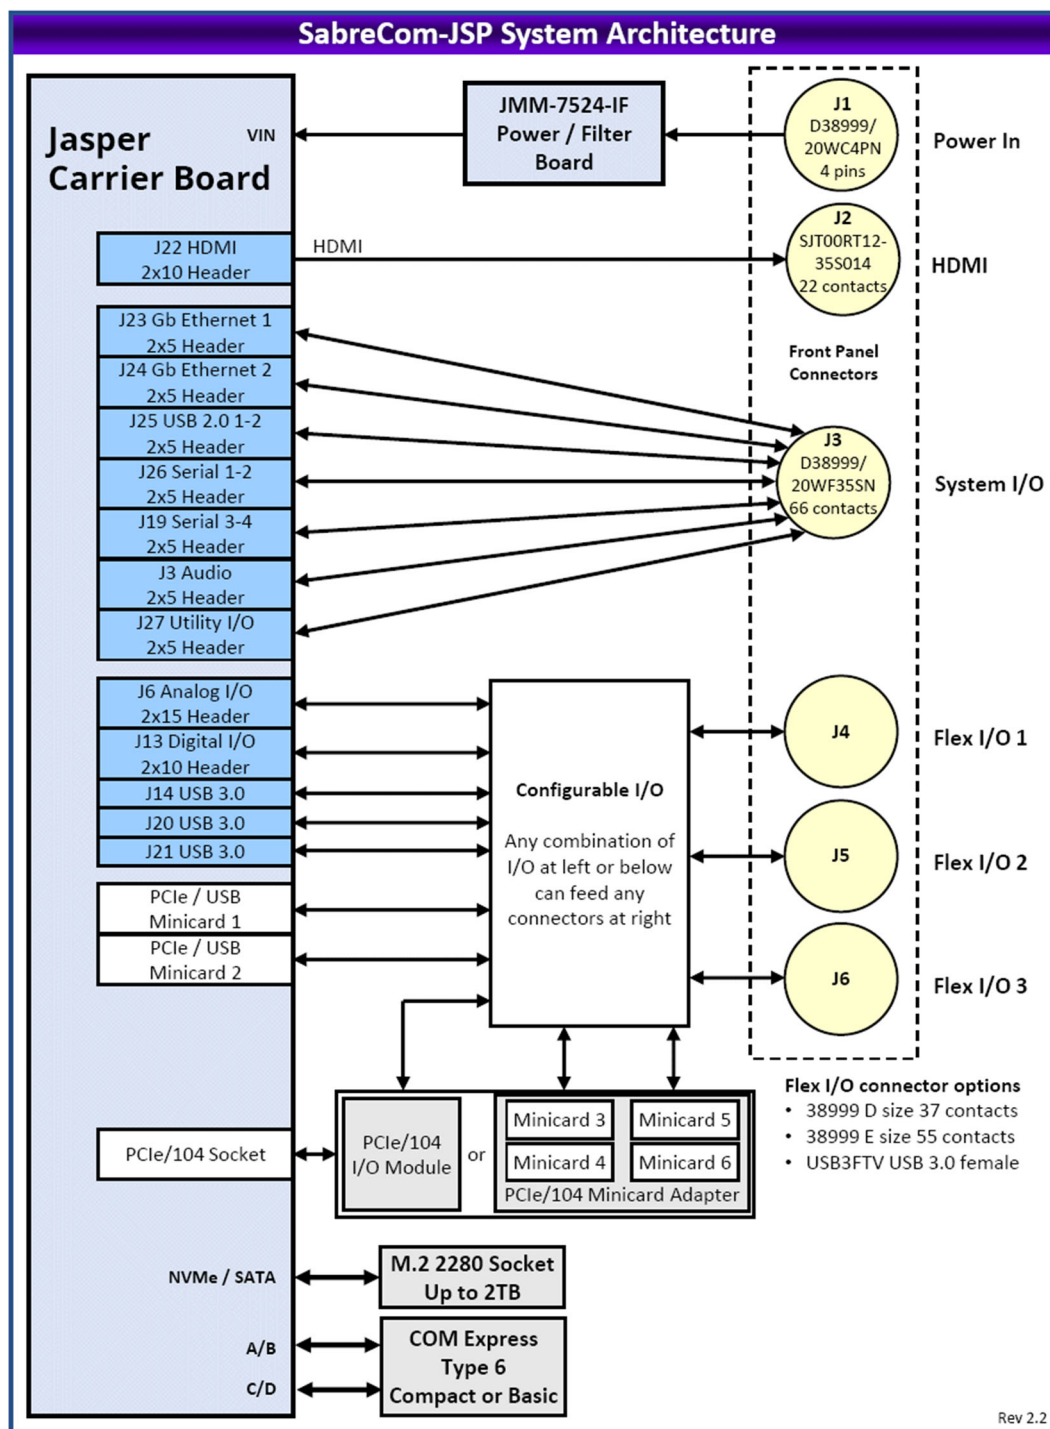 SabreCom-JSP System Architecture
Jasper
Carrier Board
VIN
JMM-7524-IF
Power / Filter
Board
J1
D38999/
20WC4PN
4 pins
Power In
J22 HDMI
2x10 Header
HDMI
J2
SJT00RT12-
35S014
22 contacts
HDMI
J23 Gb Ethernet 1
2x5 Header
J24 Gb Ethernet 2
2x5 Header
J25 USB 2.0 1-2
2x5 Header
J26 Serial 1-2
2x5 Header
J19 Serial 3-4
2x5 Header
J3 Audio
2x5 Header
J27 Utility I/O
2x5 Header
Front Panel
Connectors
J3
D38999/
20WF35SN
66 contacts
System I/O
J6 Analog I/O
2x15 Header
J13 Digital I/O
2x10 Header
J14 USB 3.0
J20 USB 3.0
J21 USB 3.0
PCIe / USB
Minicard 1
PCIe / USB
Minicard 2
Configurable I/O
Any combination of
I/O at left or below
can feed any
connectors at right
J4
Flex I/O 1
J5
Flex I/O 2
J6
Flex I/O 3
Flex I/O connector options
• 38999 D size 37 contacts
• 38999 E size 55 contacts
• USB3FTV USB 3.0 female
PCIe/104 Socket
PCIe/104
I/O Module
or
Minicard 3
Minicard 5
Minicard 4
Minicard 6
PCIe/104 Minicard Adapter
NVMe / SATA
M.2 2280 Socket
Up to 2TB
A/B
C/D
COM Express
Type 6
Compact or Basic
Rev 2.2